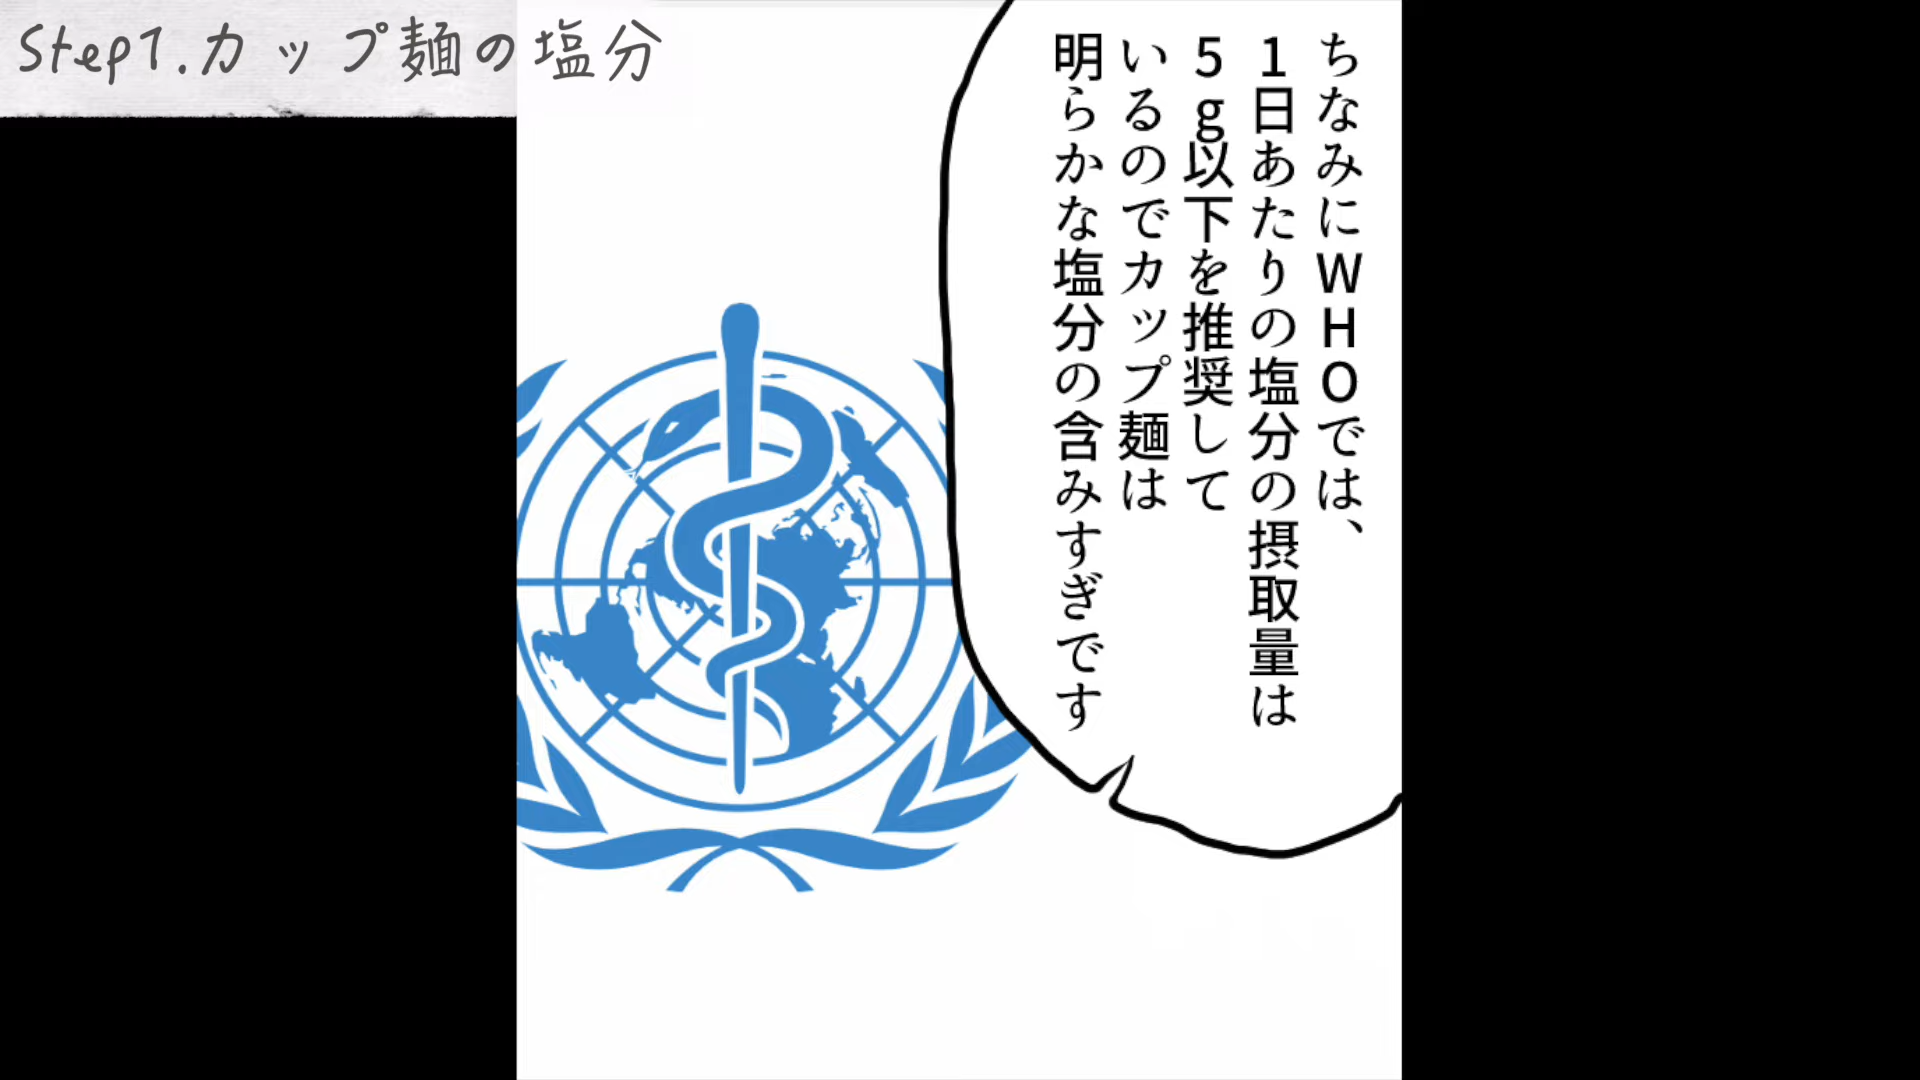 Step1.カップ麺の塩分
ちなみにWHOでは、
1日あたりの塩分の摂取量は
5g以下を推奨して
いるのでカップ麺は
明らかな塩分の含みすぎです